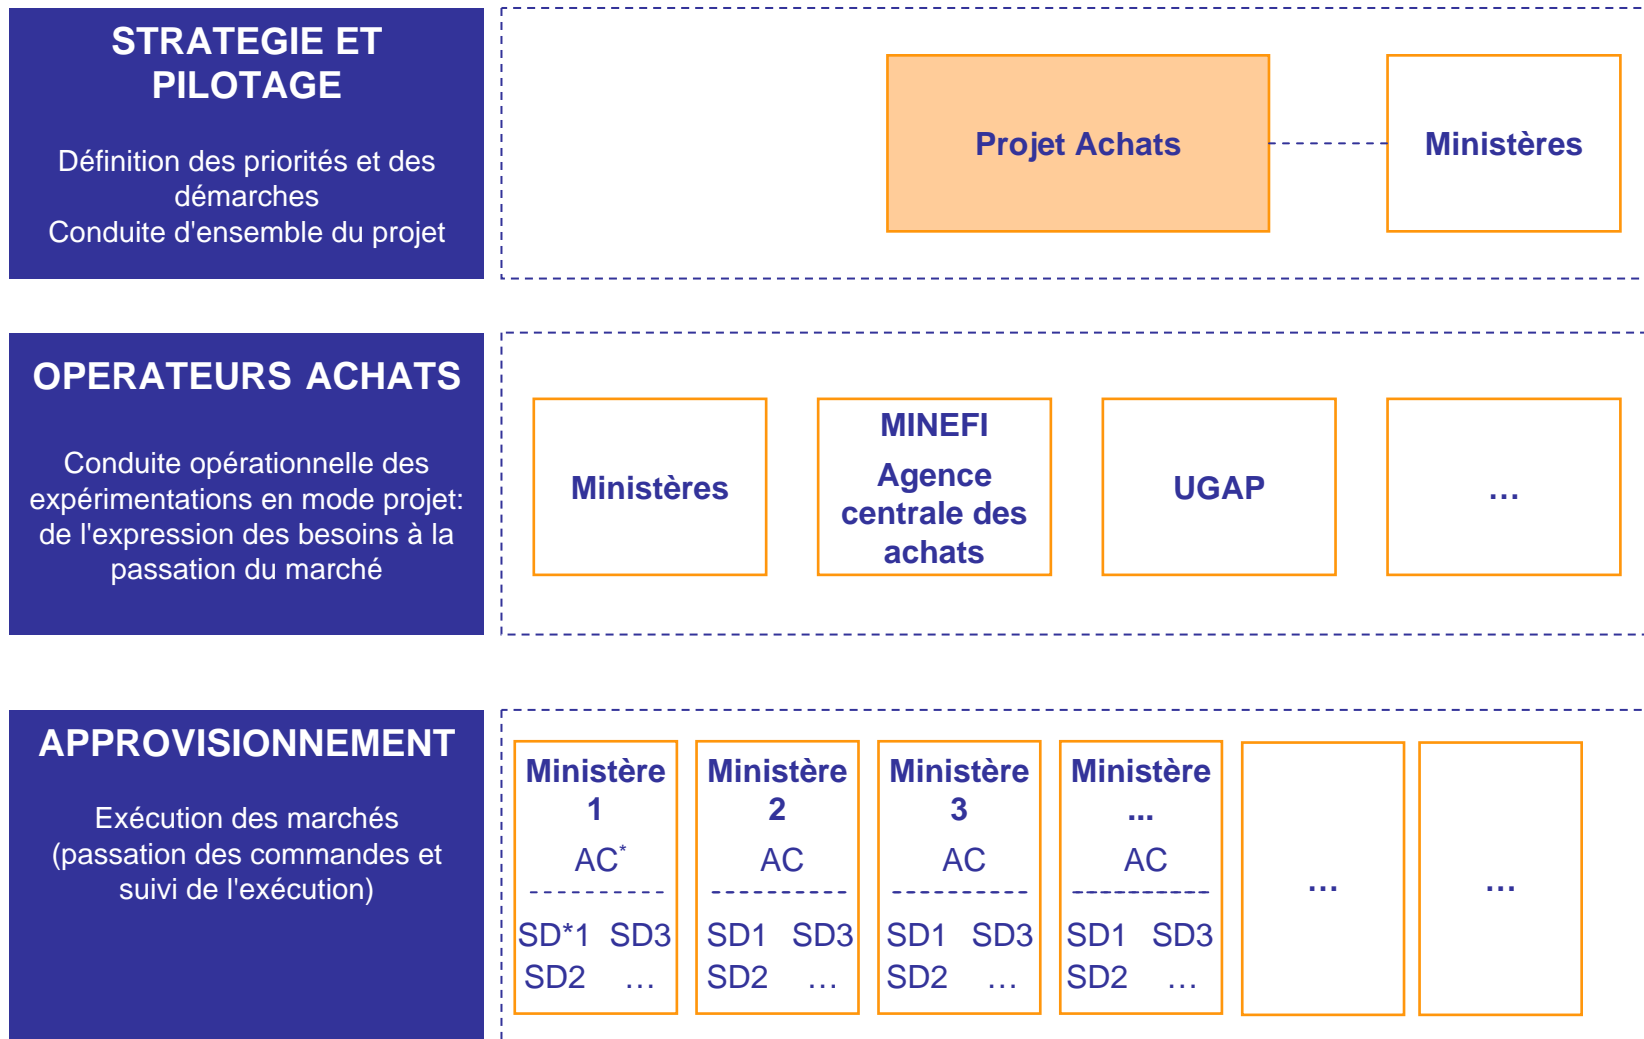 STRATEGIE ET
PILOTAGE
Définition des priorités et des
démarches
Conduite d'ensemble du projet
Projet Achats
Ministères
OPERATEURS ACHATS
Conduite opérationnelle des
expérimentations en mode projet:
de l'expression des besoins à la
passation du marché
Ministères
MINEFI
Agence
centrale des
achats
UGAP
...
APPROVISIONNEMENT
Exécution des marchés
(passation des commandes et
suivi de l'exécution)
Ministère
1
AC*
SD*1 SD3
SD2 ...
Ministère
2
AC
SD1 SD3
SD2 ...
Ministère
3
AC
SD1 SD3
SD2 ...
Ministère
...
AC
SD1 SD3
SD2 ...
...
...